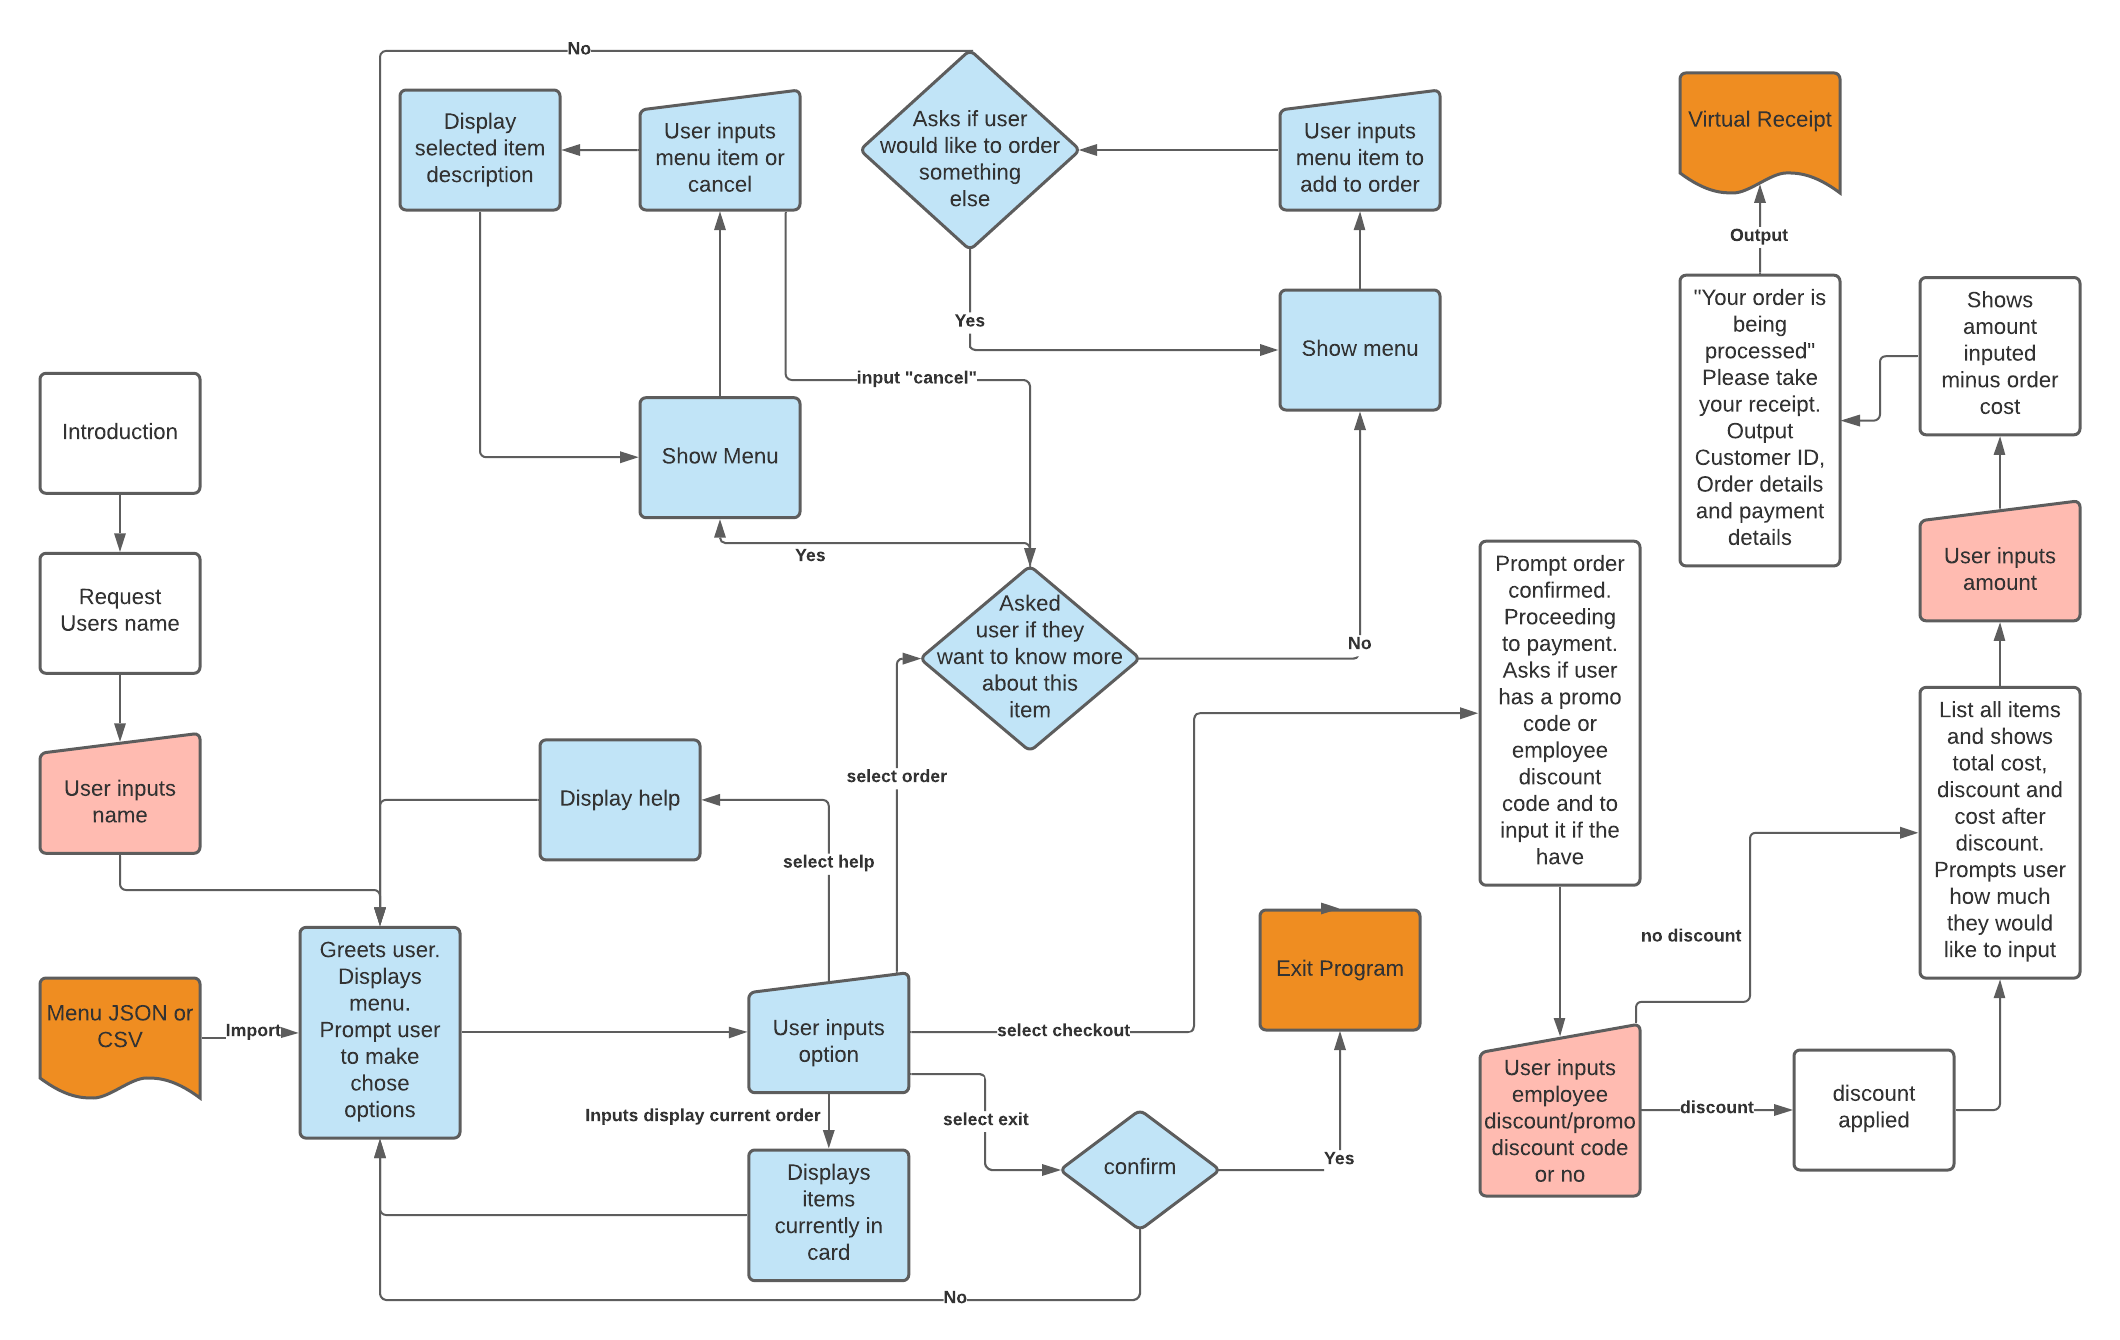 No
Display
selected item
description
User inputs
menu item or
cancel
Asks if user
would like to order
something
else
User inputs
menu item to
add to order
Virtual Receipt
Output
Yes
Show menu
input "cancel"
"Your order is
being
processed"
Please take
your receipt.
Output
Customer ID,
Order details
and payment
details
Shows
amount
inputed
minus order
cost
Introduction
Show Menu
Yes
Request
Users name
User inputs
amount
Asked
user if they
want to know more
about this
item
No
Prompt order
confirmed.
Proceeding
to payment.
Asks if user
has a promo
code or
employee
discount
code and to
input it if the
have
User inputs
name
Display help
select order
select help
List all items
and shows
total cost,
discount and
cost after
discount.
Prompts user
how much
they would
like to input
no discount
Menu JSON or
CSV
Import
Greets user.
Displays
menu.
Prompt user
to make
chose
options
User inputs
option
select checkout
Exit Program
User inputs
employee
discount/promo
discount code
or no
discount
discount
applied
Inputs display current order
select exit
confirm
Yes
Displays
items
currently in
card
No